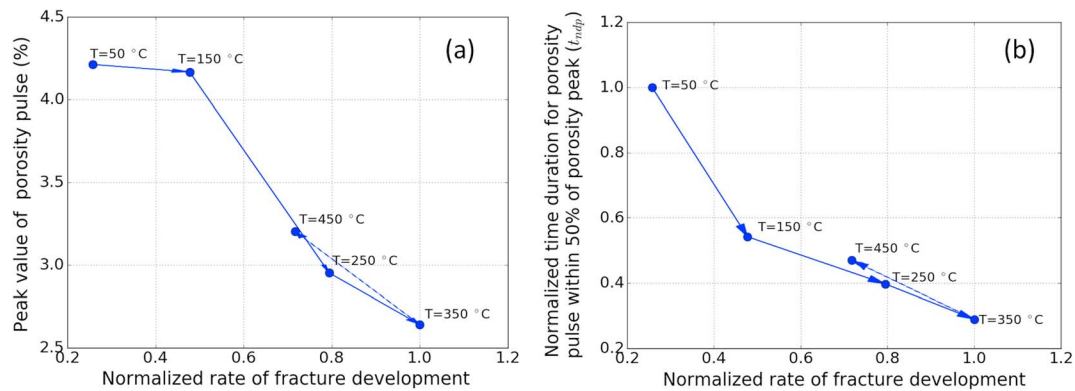 (a)
Peak value of porosity pulse (%)
4.5
4.0
3.5
3.0
2.5
T=50 °C
T=150 °C
T=450 °C
T=250 °C
T=350 °C
0.2 0.4 0.6 0.8 1.0 1.2
Normalized rate of fracture development
(b)
Normalized time duration for porosity
pulse within 50% of porosity peak (t_ndp)
1.2
1.0
0.8
0.6
0.4
0.2
T=50 °C
T=150 °C
T=450 °C
T=250 °C
T=350 °C
0.2 0.4 0.6 0.8 1.0 1.2
Normalized rate of fracture development